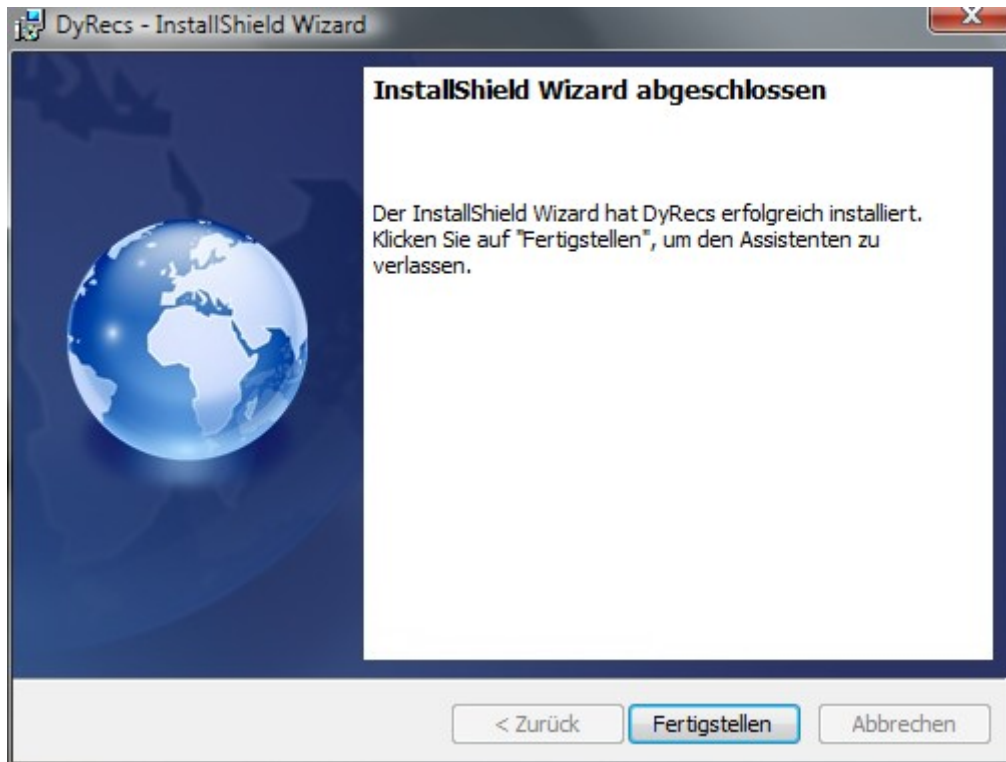 DyRecs - InstallShield Wizard
InstallShield Wizard abgeschlossen
Der InstallShield Wizard hat DyRecs erfolgreich installiert.
Klicken Sie auf "Fertigstellen", um den Assistenten zu
verlassen.
< Zurück
Fertigstellen
Abbrechen